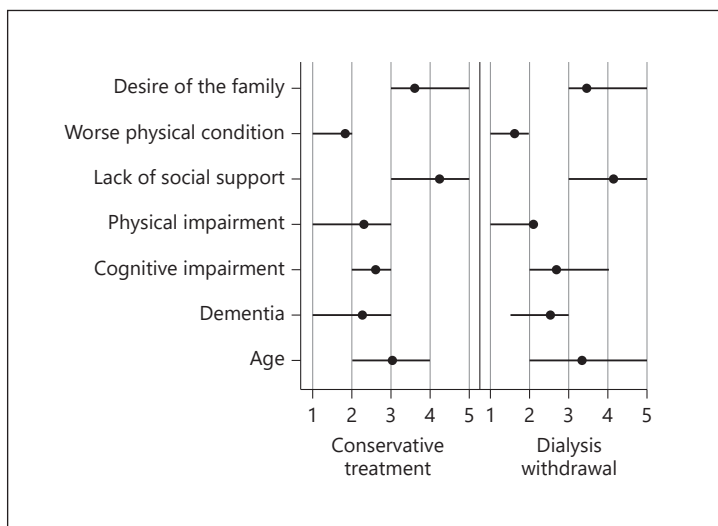 Desire of the family
Worse physical condition
Lack of social support
Physical impairment
Cognitive impairment
Dementia
Age
1 2 3 4 5 1 2 3 4 5
Conservative treatment
Dialysis withdrawal